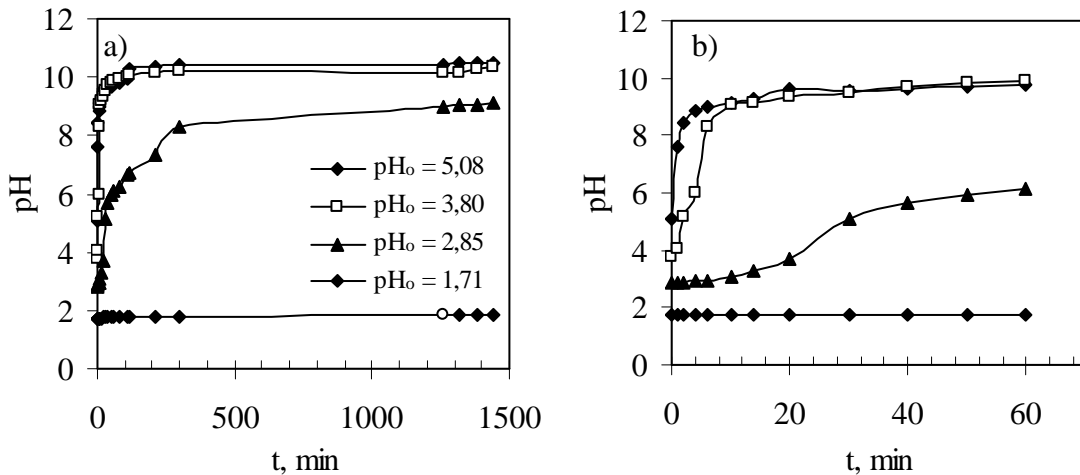 a)
12
10
8
6
4
2
0
pH
0 500 1000 1500
t, min
pHₒ = 5,08
pHₒ = 3,80
pHₒ = 2,85
pHₒ = 1,71
b)
12
10
8
6
4
2
0
pH
0 20 40 60
t, min